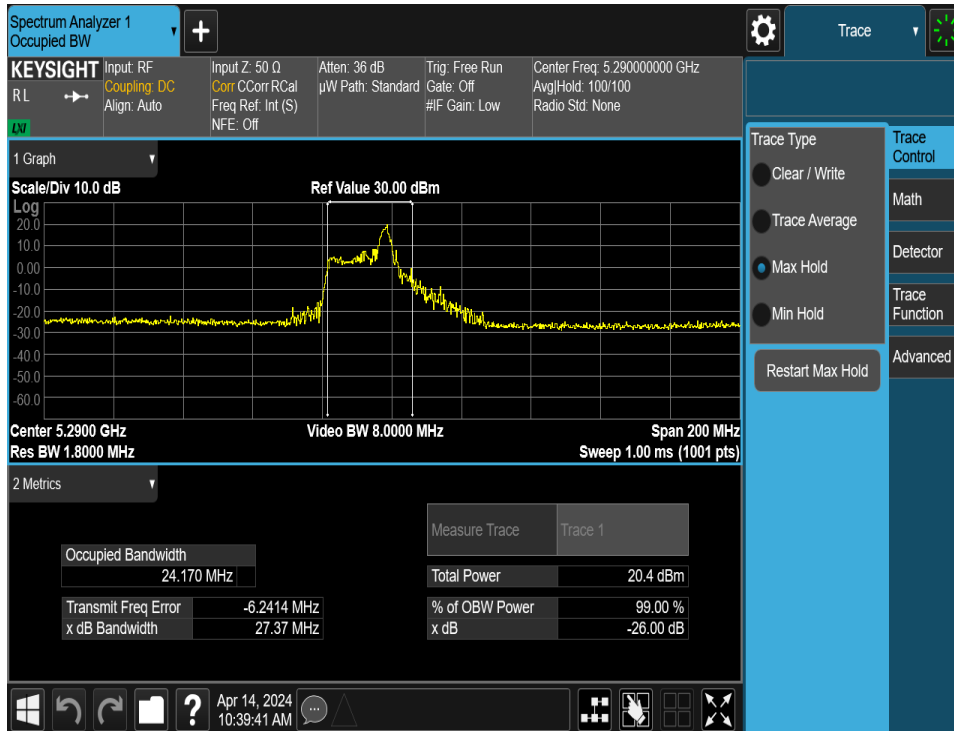 Spectrum Analyzer 1
Occupied BW
Trace
KEYSIGHT
R L
LXI
Input: RF
Coupling: DC
Align: Auto
Input Z: 50 Ω
Corr CCorr RCal
Freq Ref: Int (S)
NFE: Off
Atten: 36 dB
µW Path: Standard
Trig: Free Run
Gate: Off
#IF Gain: Low
Center Freq: 5.290000000 GHz
Avg|Hold: 100/100
Radio Std: None
1 Graph
Scale/Div 10.0 dB
Ref Value 30.00 dBm
Log
20.0
10.0
0.00
-10.0
-20.0
-30.0
-40.0
-50.0
-60.0
Center 5.2900 GHz
Video BW 8.0000 MHz
Span 200 MHz
Res BW 1.8000 MHz
Sweep 1.00 ms (1001 pts)
2 Metrics
Measure Trace
Trace 1
Occupied Bandwidth
24.170 MHz
Total Power
20.4 dBm
Transmit Freq Error
-6.2414 MHz
% of OBW Power
99.00 %
x dB Bandwidth
27.37 MHz
x dB
-26.00 dB
Trace Type
Clear / Write
Trace Average
Max Hold
Min Hold
Restart Max Hold
Trace
Control
Math
Detector
Trace
Function
Advanced
?
Apr 14, 2024
10:39:41 AM